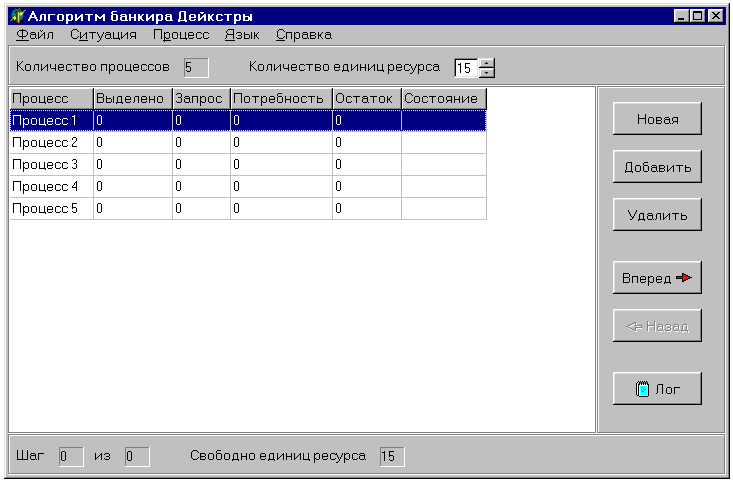 Алгоритм банкира Дейкстры
Файл Ситуация Процесс Язык Справка
Количество процессов 5 Количество единиц ресурса 15
Процесс Выделено Запрос Потребность Остаток Состояние
Процесс 1 0 0 0 0
Процесс 2 0 0 0 0
Процесс 3 0 0 0 0
Процесс 4 0 0 0 0
Процесс 5 0 0 0 0
Новая
Добавить
Удалить
Вперед
Назад
Лог
Шаг 0 из 0 Свободно единиц ресурса 15